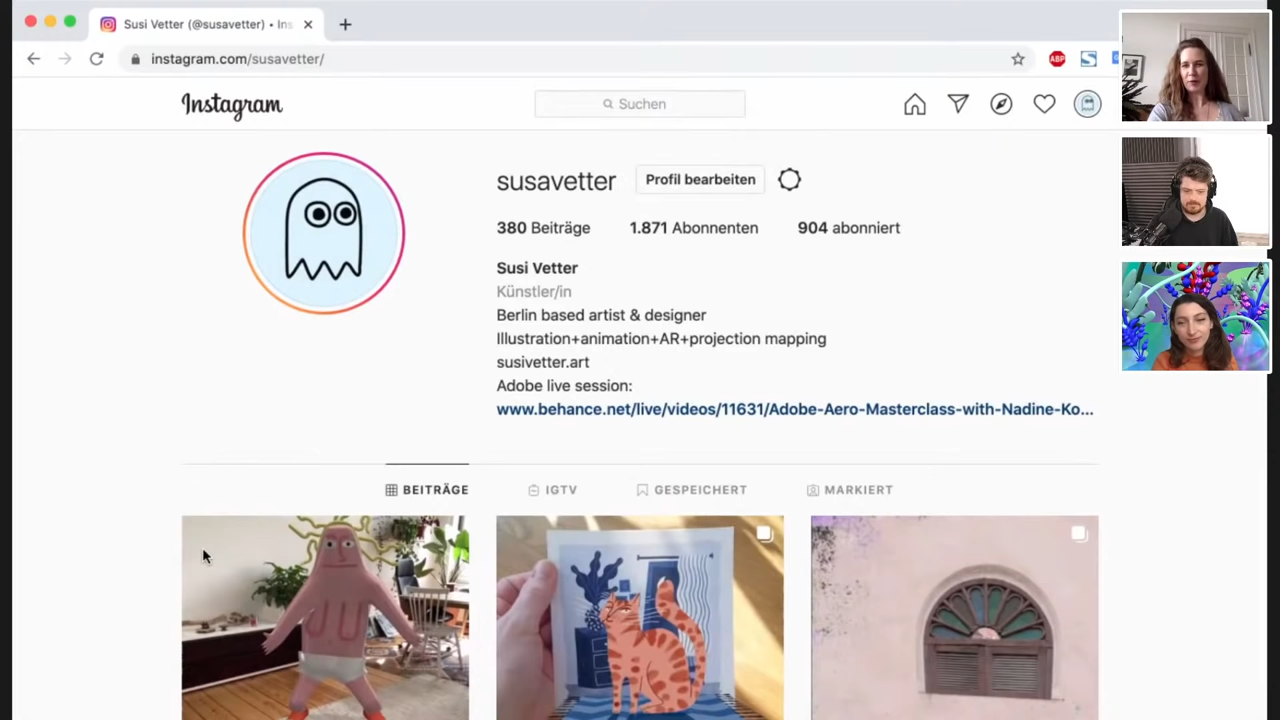 Susi Vetter (@susavetter) • Ins
instagram.com/susavetter/
ABP
Instagram
Suchen
susavetter
Profil bearbeiten
380 Beiträge 1.871 Abonnenten 904 abonniert
Susi Vetter
Künstler/in
Berlin based artist & designer
Illustration+animation+AR+projection mapping
susivetter.art
Adobe live session:
www.behance.net/live/videos/11631/Adobe-Aero-Masterclass-with-Nadine-Ko...
BEITRÄGE IGTV GESPEICHERT MARKIERT